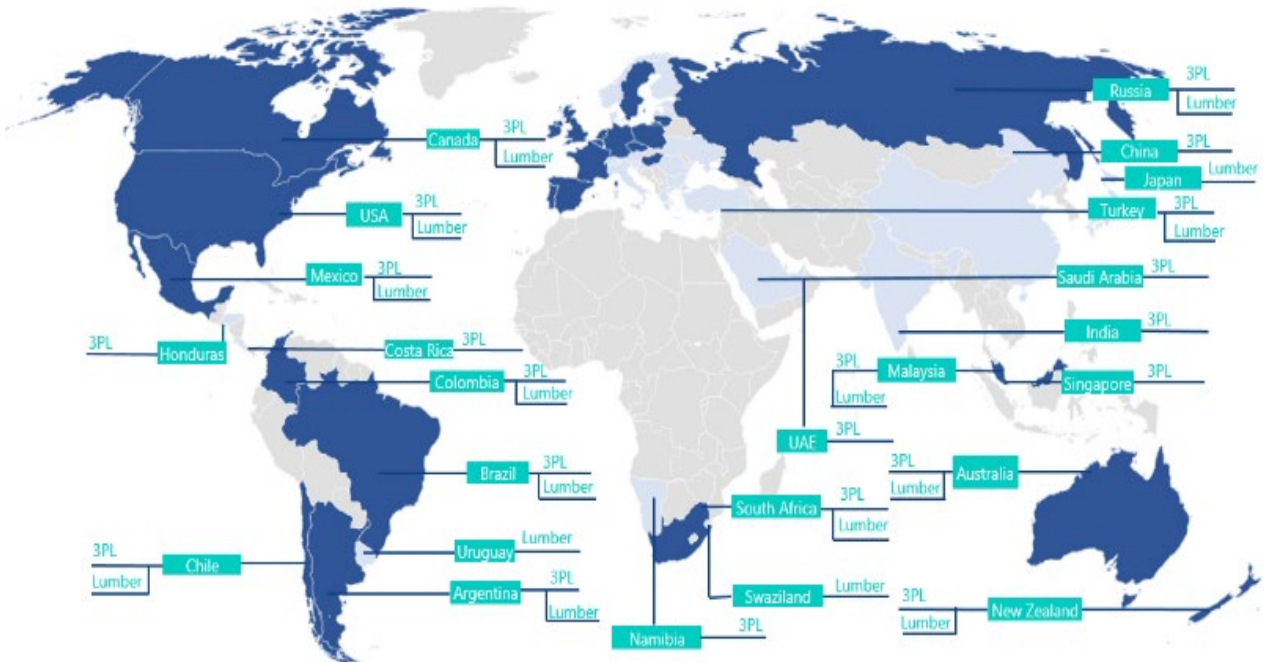 3PL
Russia
Lumber
Canada
3PL
Lumber
China
3PL
Japan
Lumber
USA
3PL
Lumber
Turkey
3PL
Lumber
Mexico
3PL
Lumber
Saudi Arabia
3PL
3PL
Honduras
Costa Rica
3PL
India
3PL
Colombia
3PL
Lumber
3PL
Malaysia
Lumber
Singapore
3PL
UAE
3PL
Brazil
3PL
Lumber
3PL
Australia
Lumber
South Africa
3PL
Lumber
3PL
Chile
Lumber
Uruguay
Lumber
Argentina
3PL
Lumber
Swaziland
Lumber
3PL
New Zealand
Lumber
Namibia
3PL